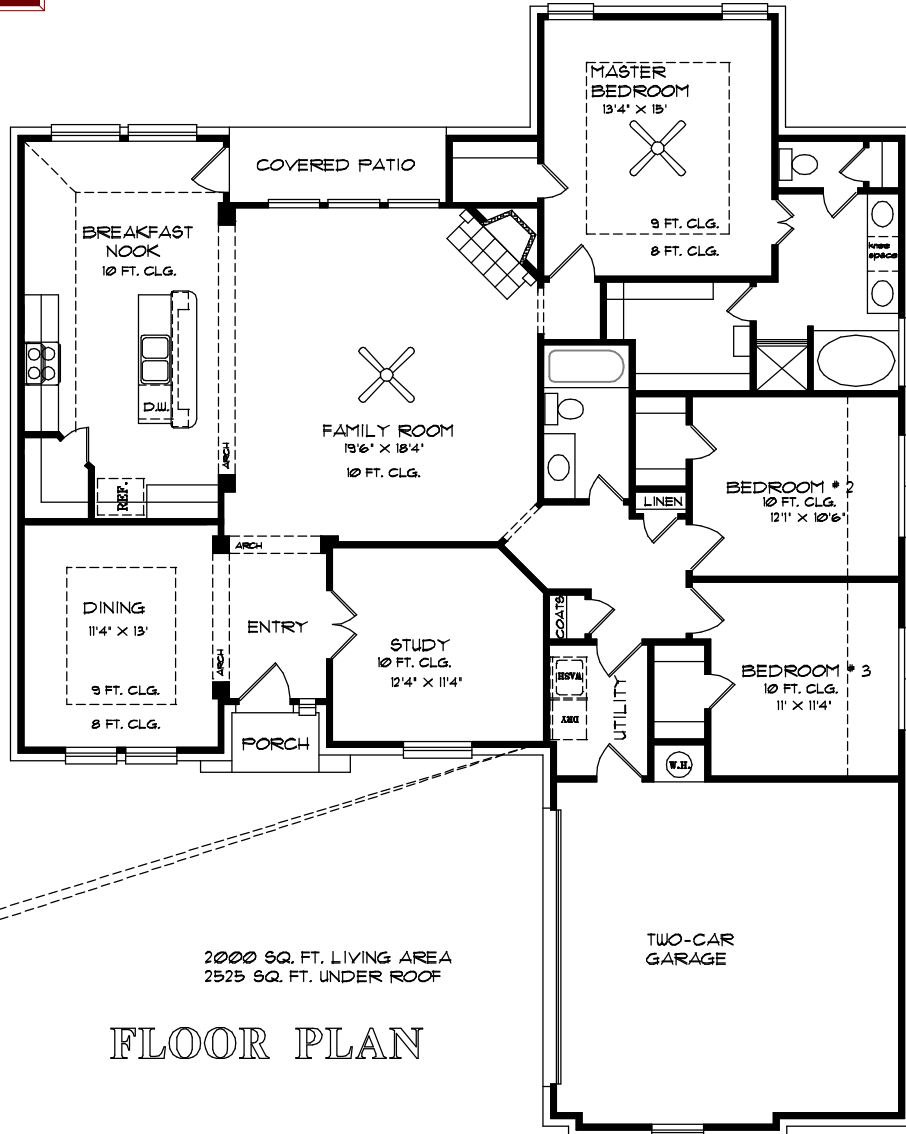 MASTER
BEDROOM
13'4" X 15'
9 FT. CLG.
8 FT. CLG.
COVERED PATIO
BREAKFAST
NOOK
10 FT. CLG.
knee
space
D.W.
ARCH
REF.
FAMILY ROOM
19'6" X 18'4"
10 FT. CLG.
LINEN
BEDROOM # 2
10 FT. CLG.
12'1" X 10'6"
ARCH
DINING
11'4" X 13'
9 FT. CLG.
8 FT. CLG.
ARCH
ENTRY
STUDY
10 FT. CLG.
12'4" X 11'4"
COATS
WASH
DRY
UTILITY
BEDROOM # 3
10 FT. CLG.
11' X 11'4"
PORCH
W.H.
TWO-CAR
GARAGE
2000 SQ. FT. LIVING AREA
2525 SQ. FT. UNDER ROOF
FLOOR PLAN